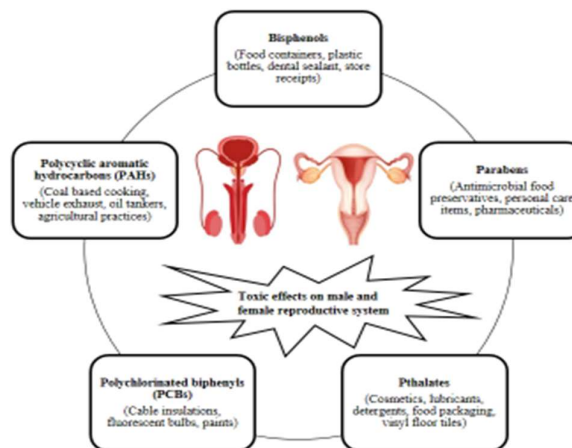 Bisphenols
(Food containers, plastic
bottles, dental sealant, store
receipts)
Polycyclic aromatic
hydrocarbons (PAHs)
(Coal based cooking,
vehicle exhaust, oil tankers,
agricultural practices)
Parabens
(Antimicrobial food
preservatives, personal care
items, pharmaceuticals)
Toxic effects on male and
female reproductive system
Polychlorinated biphenyls
(PCBs)
(Cable insulations,
fluorescent bulbs, paints)
Pthalates
(Cosmetics, lubricants,
detergents, food packaging,
vinyl floor tiles)